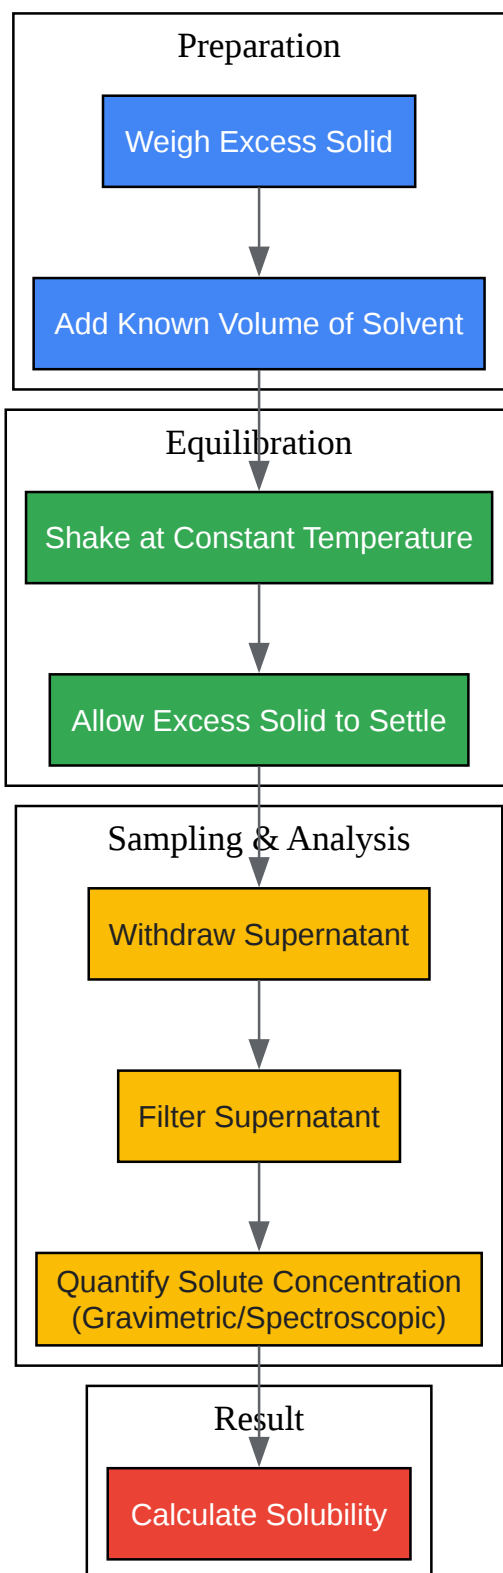 Preparation
Weigh Excess Solid
Add Known Volume of Solvent
Equilibration
Shake at Constant Temperature
Allow Excess Solid to Settle
Sampling & Analysis
Withdraw Supernatant
Filter Supernatant
Quantify Solute Concentration
(Gravimetric/Spectroscopic)
Result
Calculate Solubility